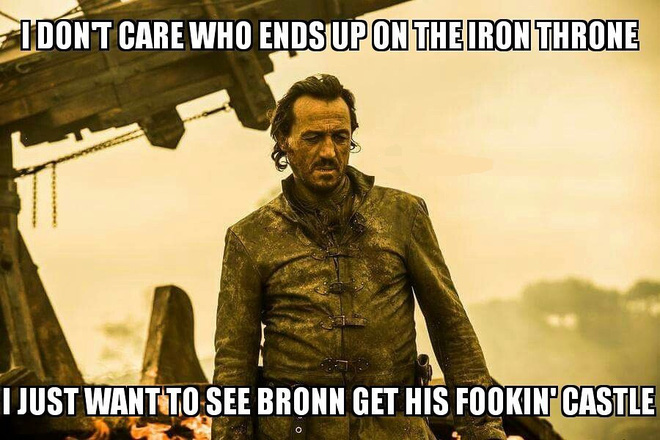 I DON'T CARE WHO ENDS UP ON THE IRON THRONE
I JUST WANT TO SEE BRONN GET HIS FOOKIN' CASTLE